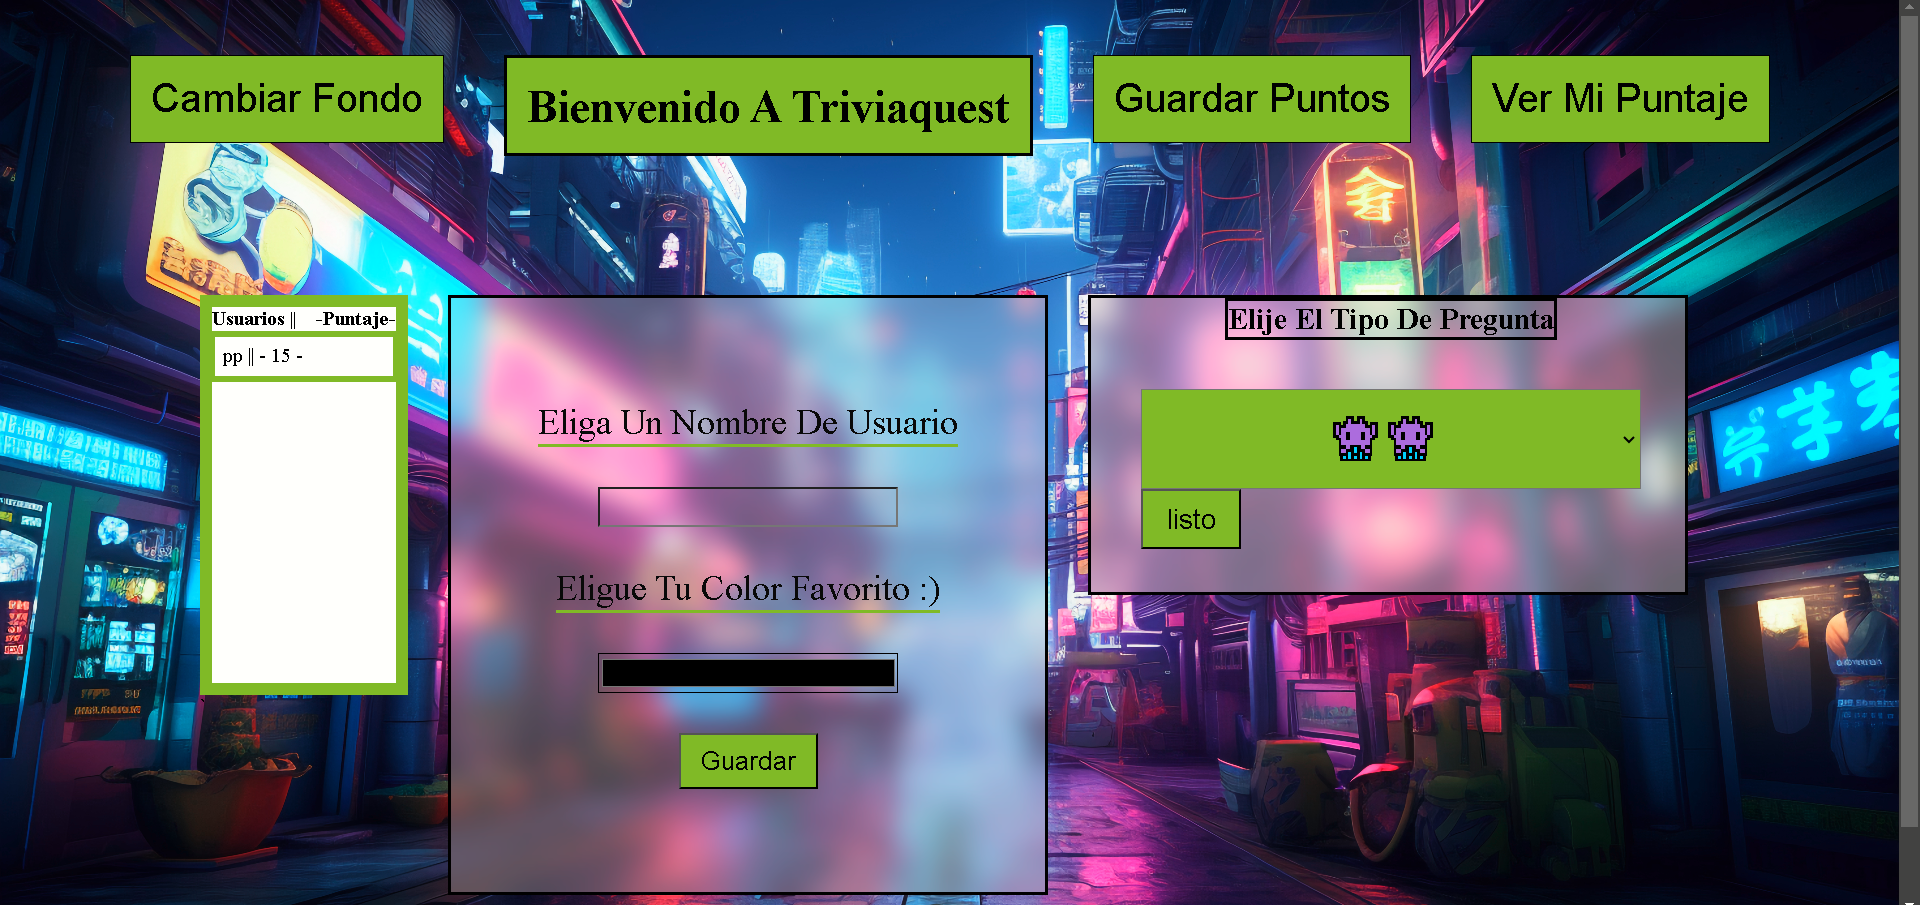 Cambiar Fondo
Bienvenido A Triviaquest
Guardar Puntos
Ver Mi Puntaje
Usuarios || -Puntaje-
pp || - 15 -
Eliga Un Nombre De Usuario
Eligue Tu Color Favorito :)
Guardar
Elije El Tipo De Pregunta
listo